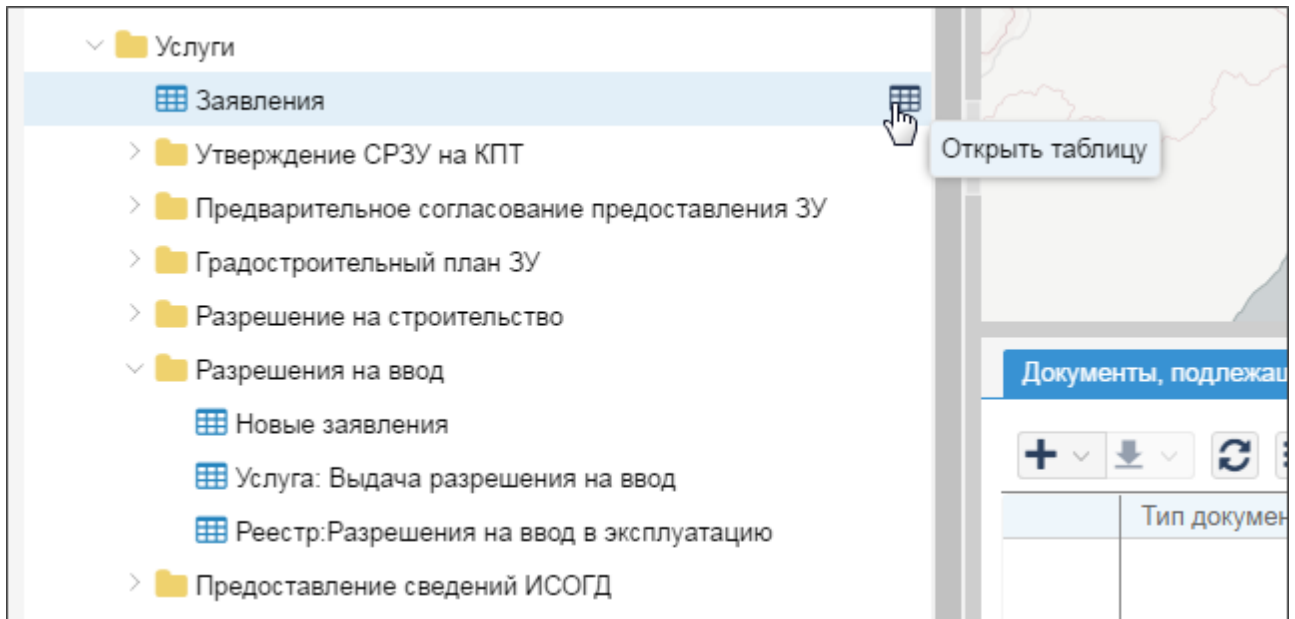 Услуги
Заявления
Открыть таблицу
Утверждение СРЗУ на КПТ
Предварительное согласование предоставления ЗУ
Градостроительный план ЗУ
Разрешение на строительство
Разрешения на ввод
Документы, подлежащ
Новые заявления
Услуга: Выдача разрешения на ввод
Тип докумен
Реестр:Разрешения на ввод в эксплуатацию
Предоставление сведений ИСОГД